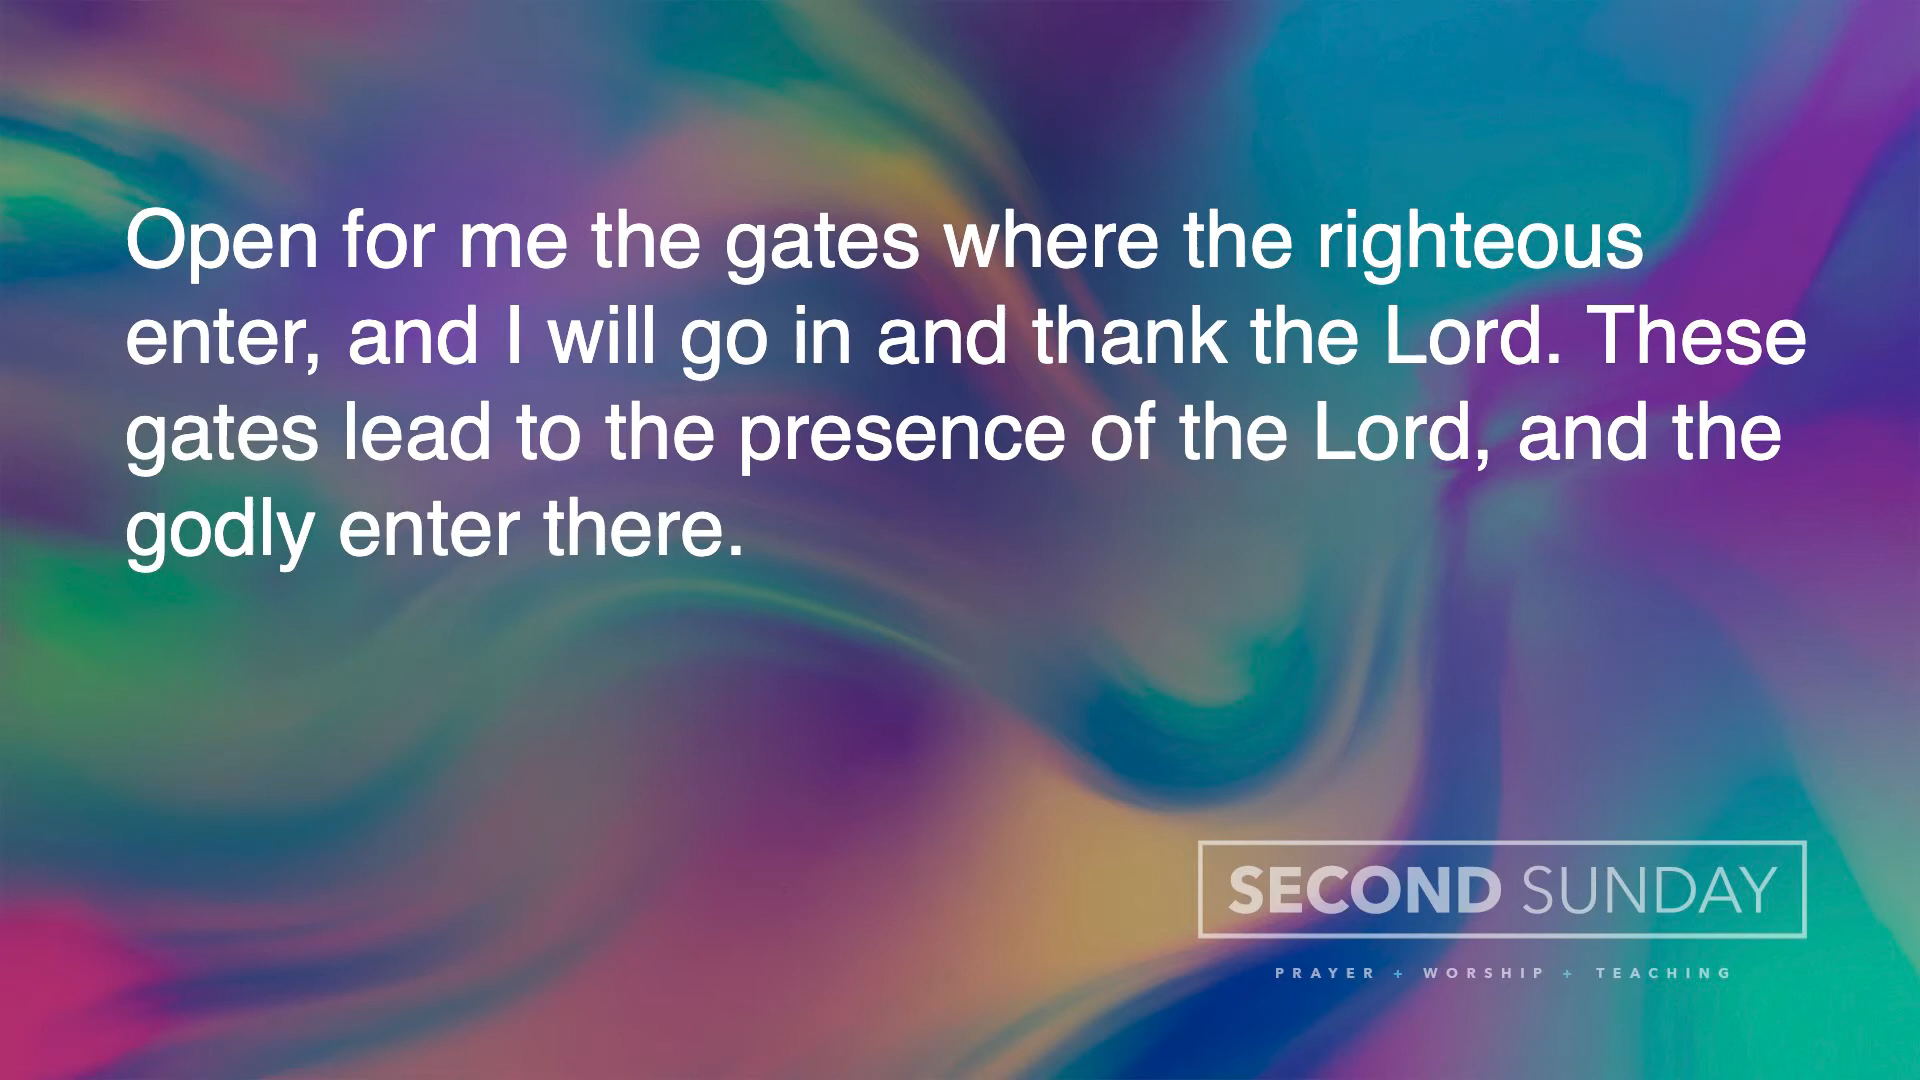 Open for me the gates where the righteous
enter, and I will go in and thank the Lord. These
gates lead to the presence of the Lord, and the
godly enter there.
SECOND SUNDAY
PRAYER + WORSHIP + TEACHING